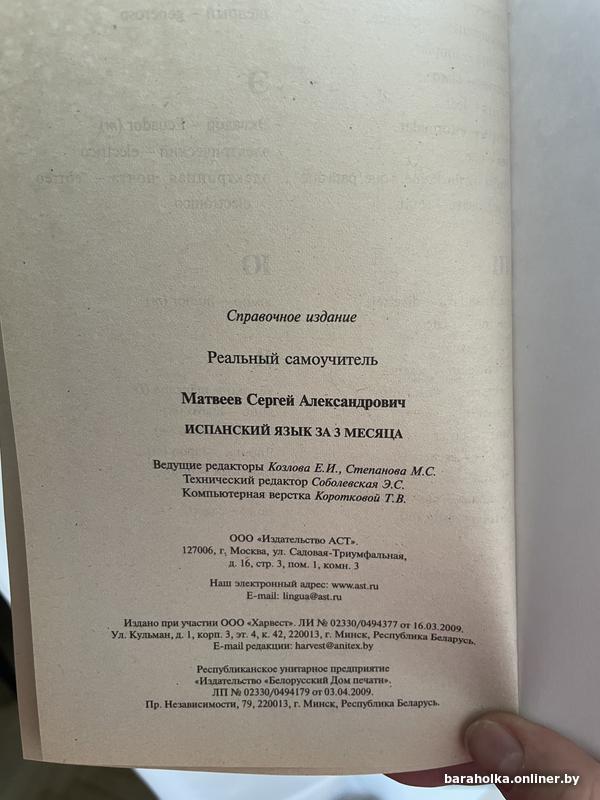 Справочное издание
Реальный самоучитель
Матвеев Сергей Александрович
ИСПАНСКИЙ ЯЗЫК ЗА 3 МЕСЯЦА
Ведущие редакторы Козлова Е.И., Степанова М.С.
Технический редактор Соболевская Э.С.
Компьютерная верстка Коротковой Т.В.
ООО «Издательство АСТ».
127006, г. Москва, ул. Садовая-Триумфальная,
д. 16, стр. 3, пом. 1, комн. 3
Наш электронный адрес: www.ast.ru
E-mail: lingua@ast.ru
Издано при участии ООО «Харвест». ЛИ № 02330/0494377 от 16.03.2009.
Ул. Кульман, д. 1, корп. 3, эт. 4, к. 42, 220013, г. Минск, Республика Беларусь.
E-mail редакции: harvest@anitex.by
Республиканское унитарное предприятие
«Издательство «Белорусский Дом печати».
ЛП № 02330/0494179 от 03.04.2009.
Пр. Независимости, 79, 220013, г. Минск, Республика Беларусь.
baraholka.onliner.by